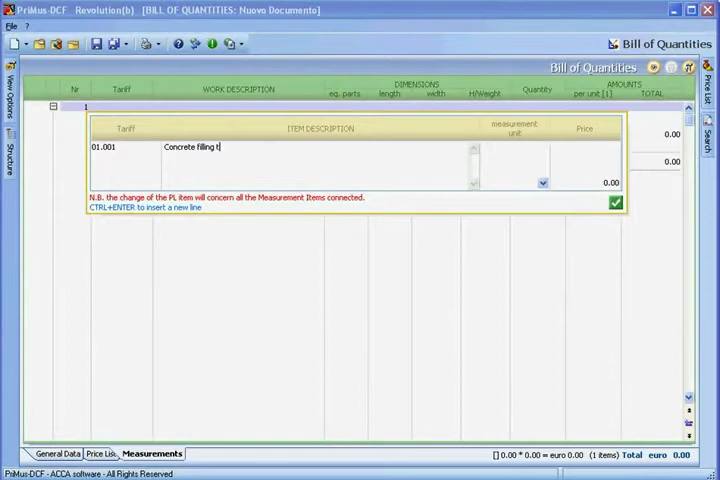 PriMus-DCF Revolution(b) [BILL OF QUANTITIES: Nuovo Documento]
File ?
Bill of Quantities
Bill of Quantities
Nr Tariff WORK DESCRIPTION DIMENSIONS eq. parts length width H/Weight Quantity AMOUNTS per unit [1] TOTAL
1
Tariff ITEM DESCRIPTION measurement unit Price
01.001 Concrete filling t
0.00
0.00
0.00
N.B. the change of the PL item will concern all the Measurement Items connected.
CTRL+ENTER to insert a new line
View Options
Structure
Price List
Search
General Data Price List Measurements
[] 0.00 * 0.00 = euro 0.00 (1 items) Total euro 0.00
PriMus-DCF - ACCA software - All Rights Reserved